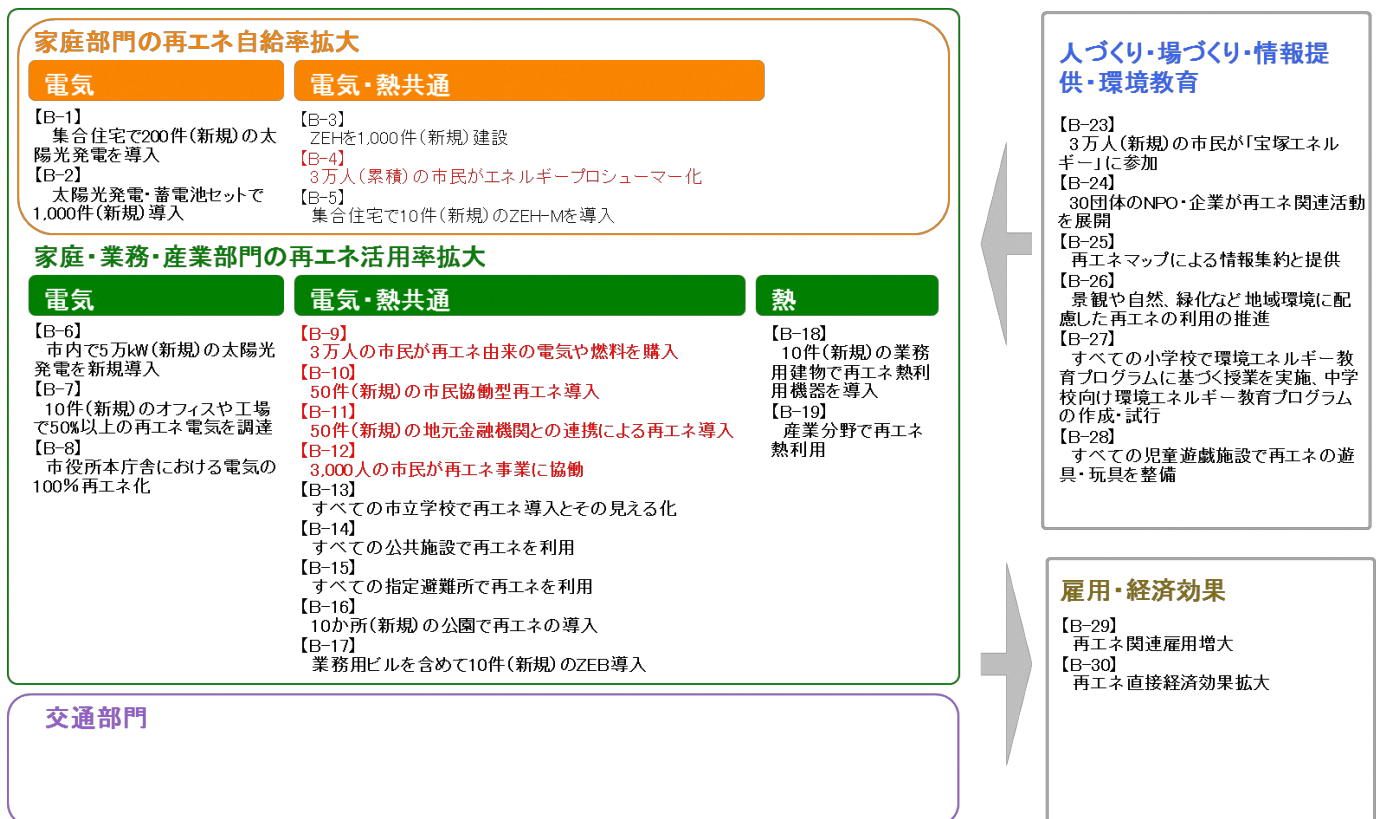 家庭部門の再エネ自給率拡大
電気
【B-1】
集合住宅で200件(新規)の太
陽光発電を導入
【B-2】
太陽光発電・蓄電池セットで
1,000件(新規)導入
電気・熱共通
【B-3】
ZEHを1,000件(新規)建設
【B-4】
3万人(累積)の市民がエネルギープロシューマー化
【B-5】
集合住宅で10件(新規)のZEH-Mを導入
家庭・業務・産業部門の再エネ活用率拡大
電気
【B-6】
市内で5万kW(新規)の太陽光
発電を新規導入
【B-7】
10件(新規)のオフィスや工場
で50%以上の再エネ電気を調達
【B-8】
市役所本庁舎における電気の
100%再エネ化
電気・熱共通
【B-9】
3万人の市民が再エネ由来の電気や燃料を購入
【B-10】
50件(新規)の市民協働型再エネ導入
【B-11】
50件(新規)の地元金融機関との連携による再エネ導入
【B-12】
3,000人の市民が再エネ事業に協働
【B-13】
すべての市立学校で再エネ導入とその見える化
【B-14】
すべての公共施設で再エネを利用
【B-15】
すべての指定避難所で再エネを利用
【B-16】
10か所(新規)の公園で再エネの導入
【B-17】
業務用ビルを含めて10件(新規)のZEB導入
熱
【B-18】
10件(新規)の業務
用建物で再エネ熱利
用機器を導入
【B-19】
産業分野で再エネ
熱利用
交通部門
人づくり・場づくり・情報提
供・環境教育
【B-23】
3万人(新規)の市民が「宝塚エネル
ギー」に参加
【B-24】
30団体のNPO・企業が再エネ関連活動
を展開
【B-25】
再エネマップによる情報集約と提供
【B-26】
景観や自然、緑化など地域環境に配
慮した再エネの利用の推進
【B-27】
すべての小学校で環境エネルギー教
育プログラムに基づく授業を実施、中学
校向け環境エネルギー教育プログラム
の作成・試行
【B-28】
すべての児童遊戯施設で再エネの遊
具・玩具を整備
雇用・経済効果
【B-29】
再エネ関連雇用増大
【B-30】
再エネ直接経済効果拡大